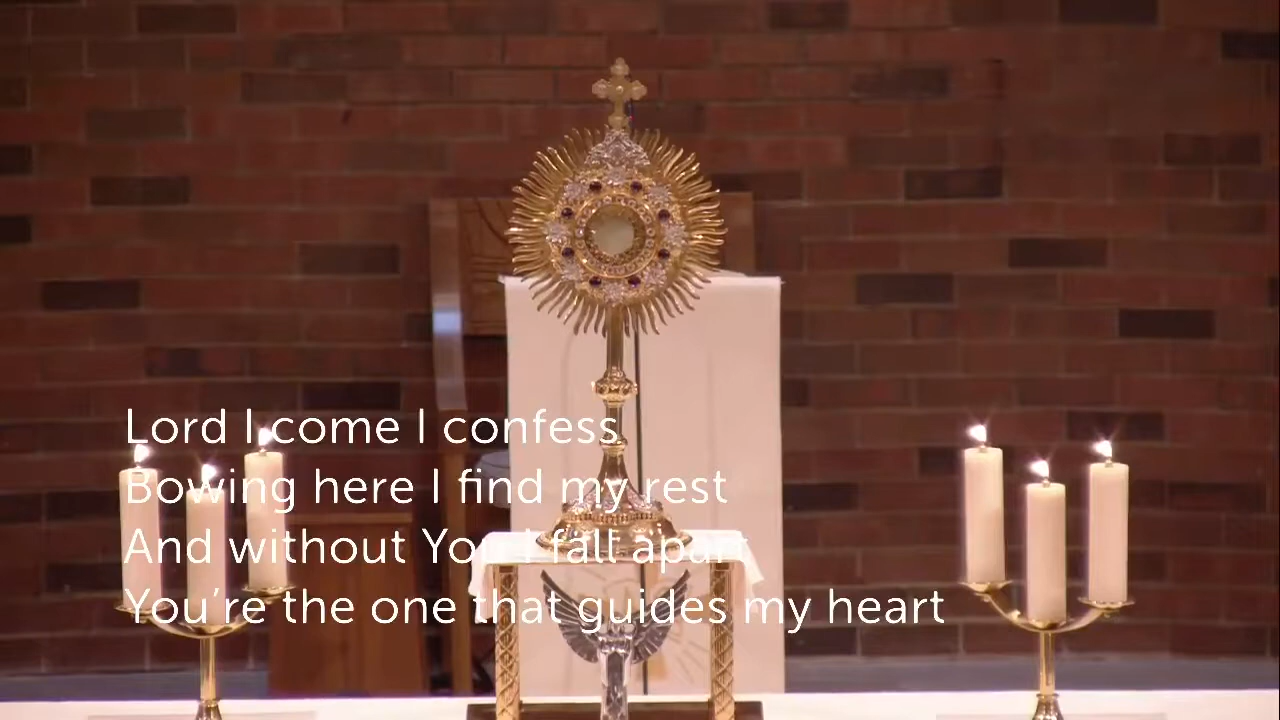 Lord I come I confess
Bowing here I find my rest
And without You I fall apart
You're the one that guides my heart